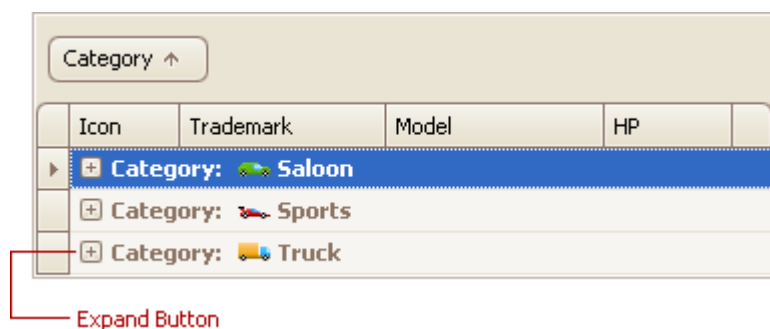 Category
Icon Trademark Model HP
Category: Saloon
Category: Sports
Category: Truck
Expand Button